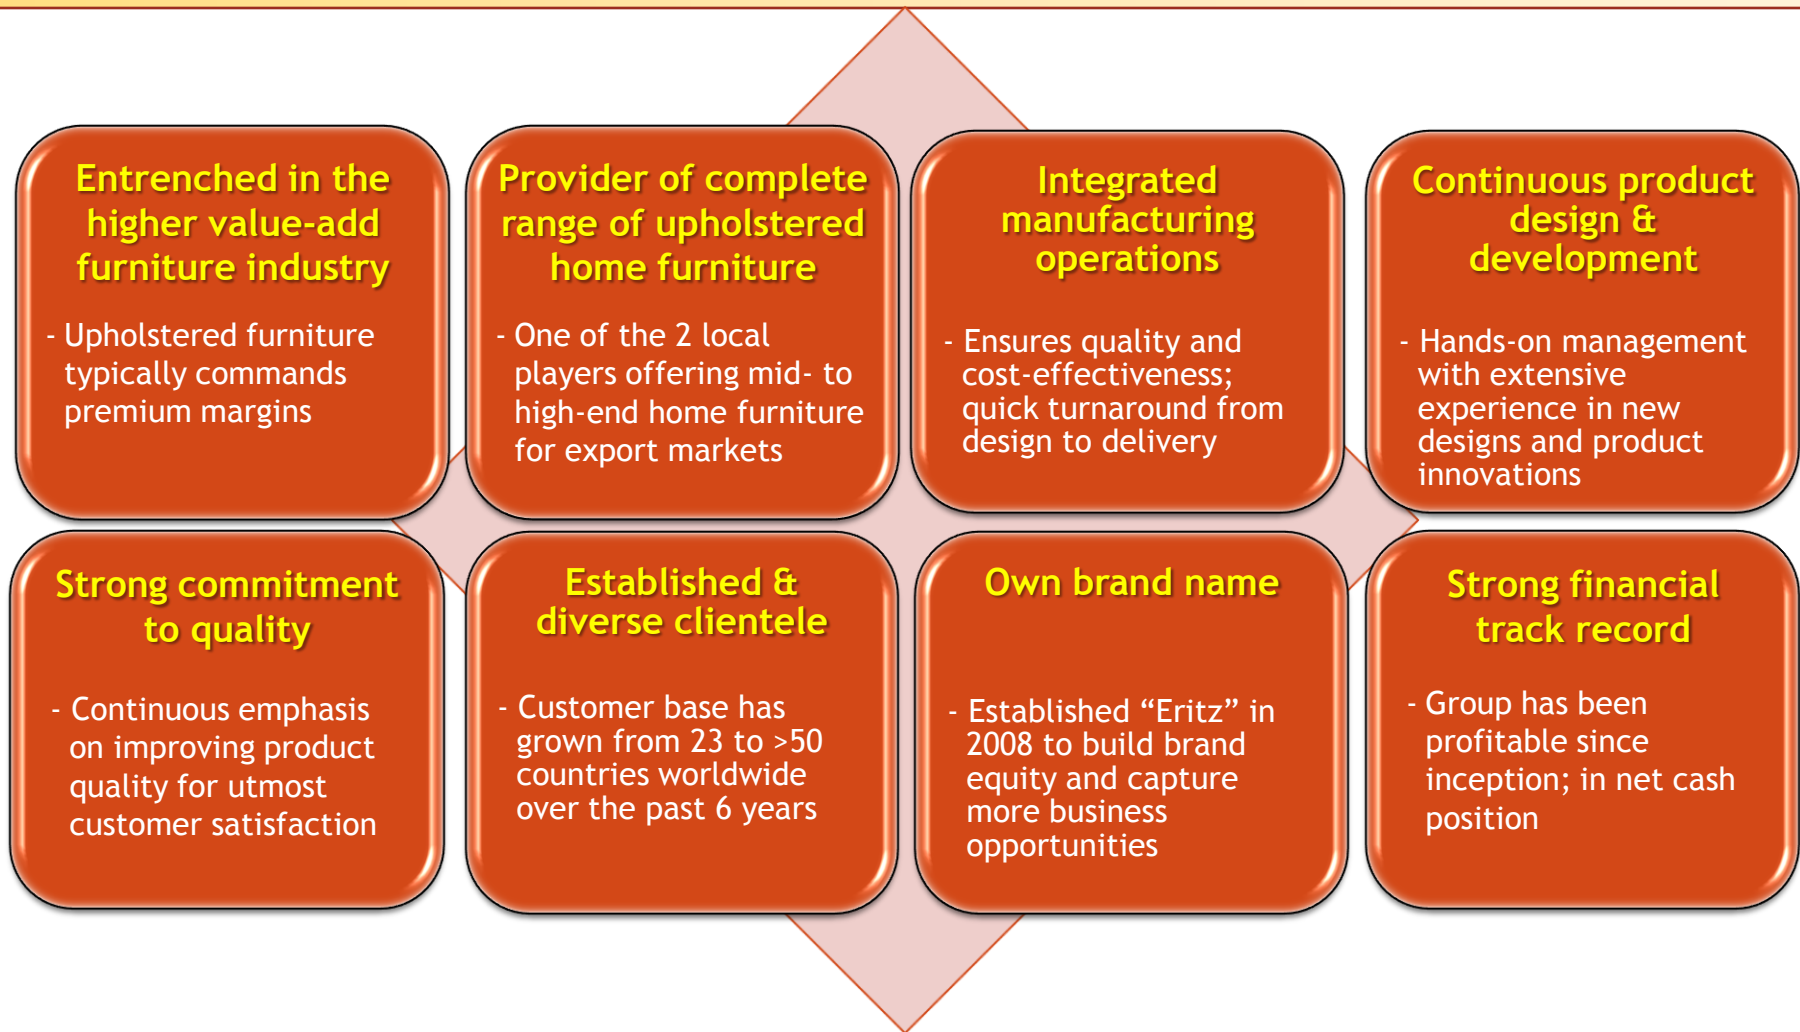 Entrenched in the
higher value-add
furniture industry
- Upholstered furniture
typically commands
premium margins
Provider of complete
range of upholstered
home furniture
- One of the 2 local
players offering mid- to
high-end home furniture
for export markets
Integrated
manufacturing
operations
- Ensures quality and
cost-effectiveness;
quick turnaround from
design to delivery
Continuous product
design &
development
- Hands-on management
with extensive
experience in new
designs and product
innovations
Strong commitment
to quality
- Continuous emphasis
on improving product
quality for utmost
customer satisfaction
Established &
diverse clientele
- Customer base has
grown from 23 to >50
countries worldwide
over the past 6 years
Own brand name
- Established “Eritz” in
2008 to build brand
equity and capture
more business
opportunities
Strong financial
track record
- Group has been
profitable since
inception; in net cash
position